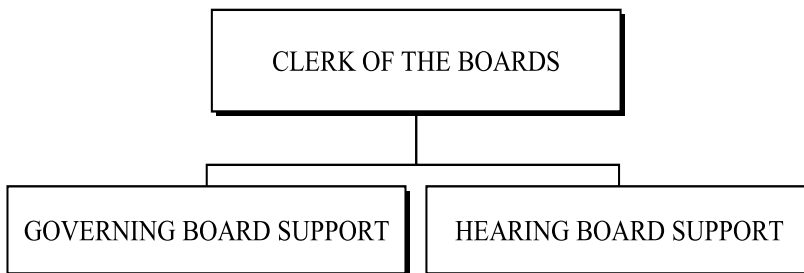 CLERK OF THE BOARDS
GOVERNING BOARD SUPPORT
HEARING BOARD SUPPORT